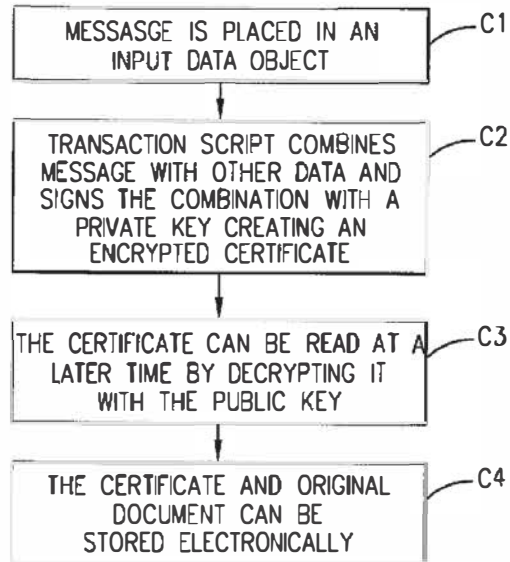 MESSASGE IS PLACED IN AN
INPUT DATA OBJECT
C1
TRANSACTION SCRIPT COMBINES
MESSAGE WITH OTHER DATA AND
SIGNS THE COMBINATION WITH A
PRIVATE KEY CREATING AN
ENCRYPTED CERTIFICATE
C2
THE CERTIFICATE CAN BE READ AT A
LATER TIME BY DECRYPTING IT
WITH THE PUBLIC KEY
C3
THE CERTIFICATE AND ORIGINAL
DOCUMENT CAN BE
STORED ELECTRONICALLY
C4